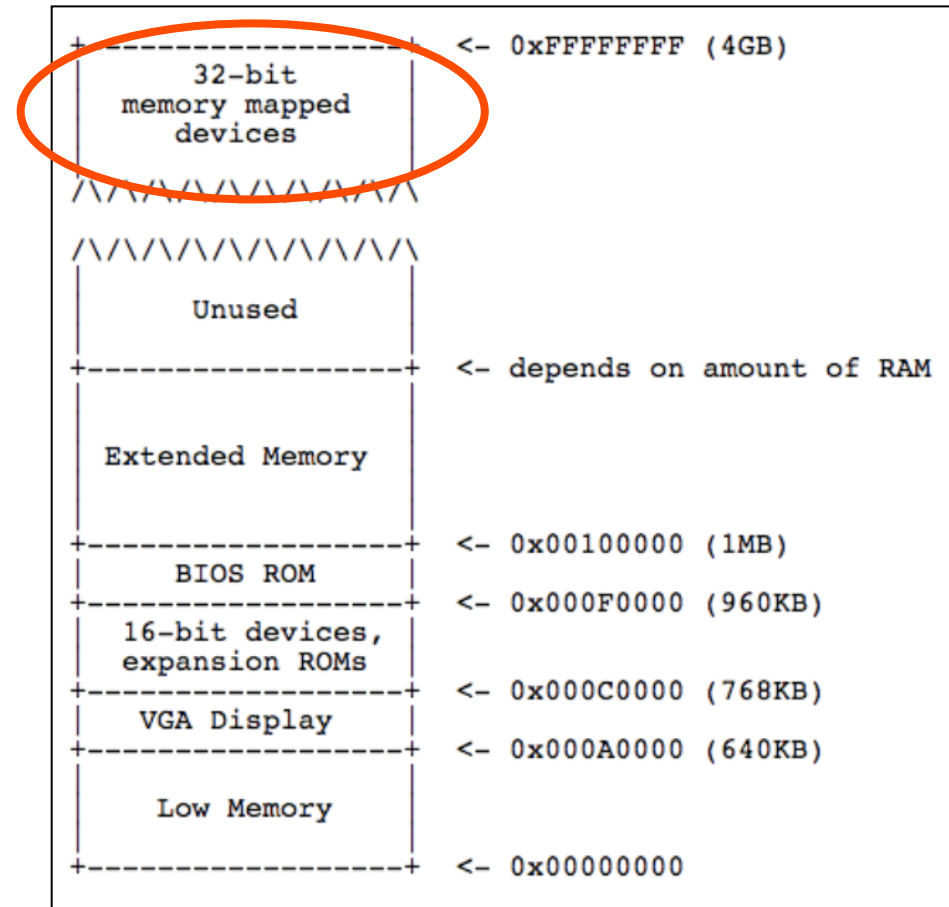 +------------------+ <- 0xFFFFFFFF (4GB)
| 32-bit |
| memory mapped |
| devices |
| |
/\/\/\/\/\/\/\/\/\/\
/\/\/\/\/\/\/\/\/\/\
| |
| Unused |
| |
+------------------+ <- depends on amount of RAM
| |
| |
| Extended Memory |
| |
| |
+------------------+ <- 0x00100000 (1MB)
| BIOS ROM |
+------------------+ <- 0x000F0000 (960KB)
| 16-bit devices, |
| expansion ROMs |
+------------------+ <- 0x000C0000 (768KB)
| VGA Display |
+------------------+ <- 0x000A0000 (640KB)
| |
| Low Memory |
| |
+------------------+ <- 0x00000000